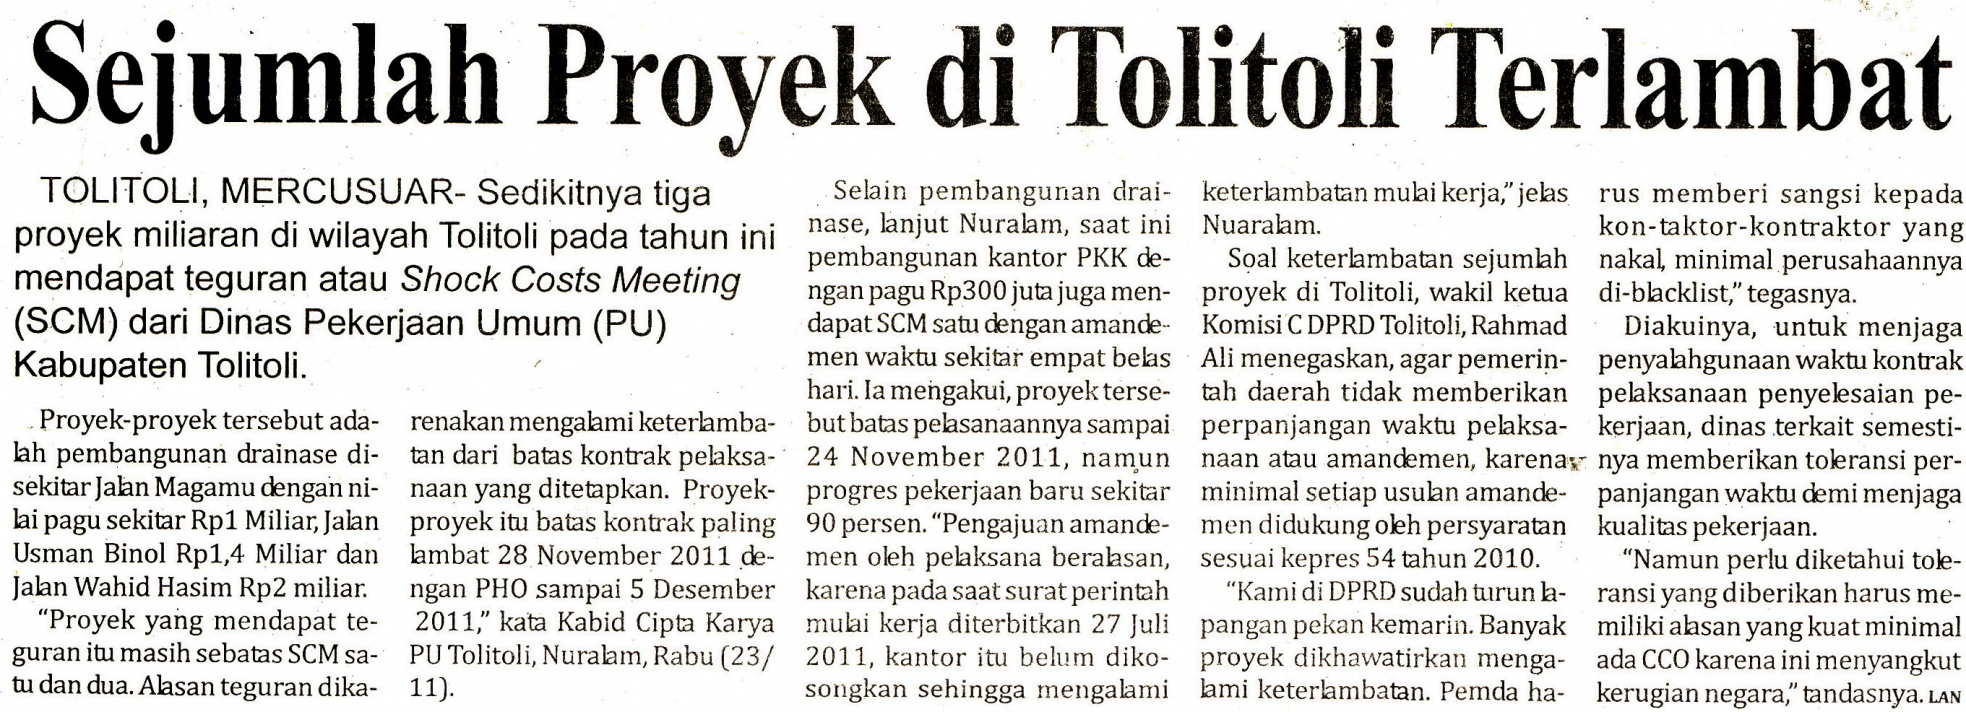 Sejumlah Proyek di Tolitoli Terlambat
TOLITOLI, MERCUSUAR- Sedikitnya tiga
proyek miliaran di wilayah Tolitoli pada tahun ini
mendapat teguran atau Shock Costs Meeting
(SCM) dari Dinas Pekerjaan Umum (PU)
Kabupaten Tolitoli.
Proyek-proyek tersebut ada-
lah pembangunan drainase di-
sekitar Jalan Magamu dengan ni-
lai pagu sekitar Rp1 Miliar, Jalan
Usman Binol Rp1,4 Miliar dan
Jalan Wahid Hasim Rp2 miliar.
“Proyek yang mendapat te-
guran itu masih sebatas SCM sa-
tu dan dua. Alasan teguran dika-
renakan mengalami keterlamba-
tan dari batas kontrak pelaksa-
naan yang ditetapkan. Proyek-
proyek itu batas kontrak paling
lambat 28 November 2011 de-
ngan PHO sampai 5 Desember
2011,” kata Kabid Cipta Karya
PU Tolitoli, Nuralam, Rabu (23/
11).
Selain pembangunan drai-
nase, lanjut Nuralam, saat ini
pembangunan kantor PKK de-
ngan pagu Rp300 juta juga men-
dapat SCM satu dengan amande-
men waktu sekitar empat belas
hari. Ia mengakui, proyek terse-
but batas pelasanaannya sampai
24 November 2011, namun
progres pekerjaan baru sekitar
90 persen. “Pengajuan amande-
men oleh pelaksana beralasan,
karena pada saat surat perintah
mulai kerja diterbitkan 27 Juli
2011, kantor itu belum diko-
songkan sehingga mengalami
keterlambatan mulai kerja,” jelas
Nuaralam.
Soal keterlambatan sejumlah
proyek di Tolitoli, wakil ketua
Komisi C DPRD Tolitoli, Rahmad
Ali menegaskan, agar pemerin-
tah daerah tidak memberikan
perpanjangan waktu pelaksa-
naan atau amandemen, karena
minimal setiap usulan amande-
men didukung oleh persyaratan
sesuai kepres 54 tahun 2010.
“Kami di DPRD sudah turun la-
pangan pekan kemarin. Banyak
proyek dikhawatirkan menga-
lami keterlambatan. Pemda ha-
rus memberi sangsi kepada
kon-taktor-kontraktor yang
nakal, minimal perusahaannya
di-blacklist,” tegasnya.
Diakuinya, untuk menjaga
penyalahgunaan waktu kontrak
pelaksanaan penyelesaian pe-
kerjaan, dinas terkait semesti-
nya memberikan toleransi per-
panjangan waktu demi menjaga
kualitas pekerjaan.
“Namun perlu diketahui tole-
ransi yang diberikan harus me-
miliki alasan yang kuat minimal
ada CCO karena ini menyangkut
kerugian negara,” tandasnya. LAN